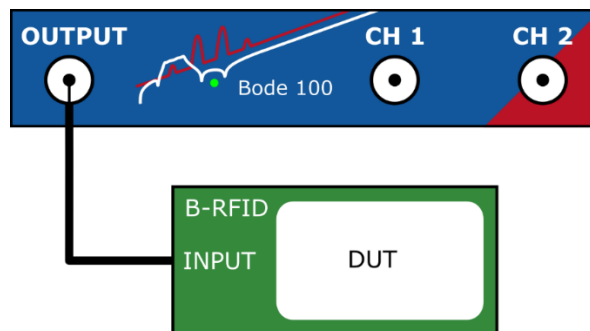 OUTPUT
CH 1
CH 2
Bode 100
B-RFID
INPUT
DUT